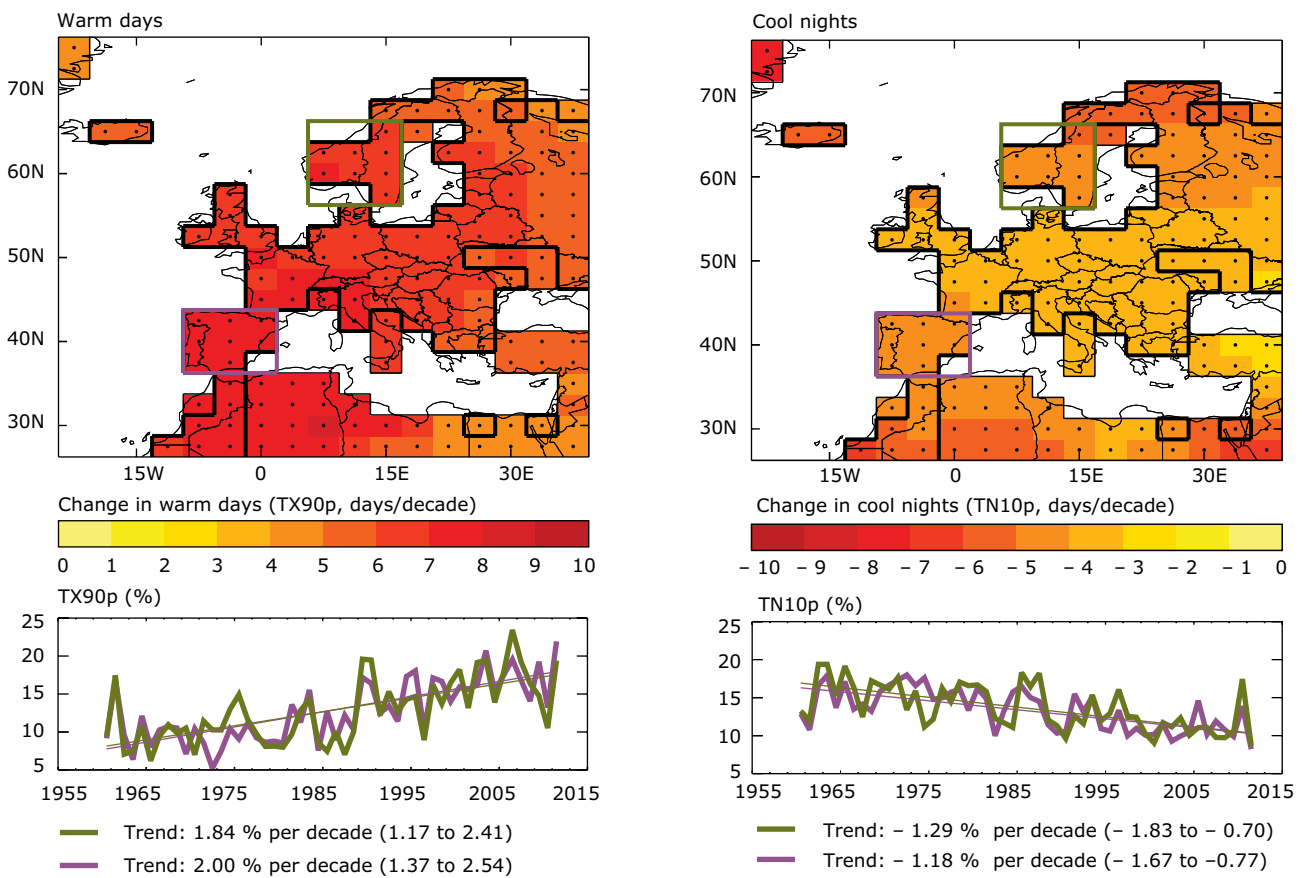 Warm days
70N
60N
50N
40N
30N
15W 0 15E 30E
Change in warm days (TX90p, days/decade)
0 1 2 3 4 5 6 7 8 9 10
TX90p (%)
25
20
15
10
5
1955 1965 1975 1985 1995 2005 2015
Trend: 1.84 % per decade (1.17 to 2.41)
Trend: 2.00 % per decade (1.37 to 2.54)
Cool nights
70N
60N
50N
40N
30N
15W 0 15E 30E
Change in cool nights (TN10p, days/decade)
– 10 – 9 – 8 – 7 – 6 – 5 – 4 – 3 – 2 – 1 0
TN10p (%)
25
20
15
10
5
1955 1965 1975 1985 1995 2005 2015
Trend: – 1.29 % per decade (– 1.83 to – 0.70)
Trend: – 1.18 % per decade (– 1.67 to –0.77)